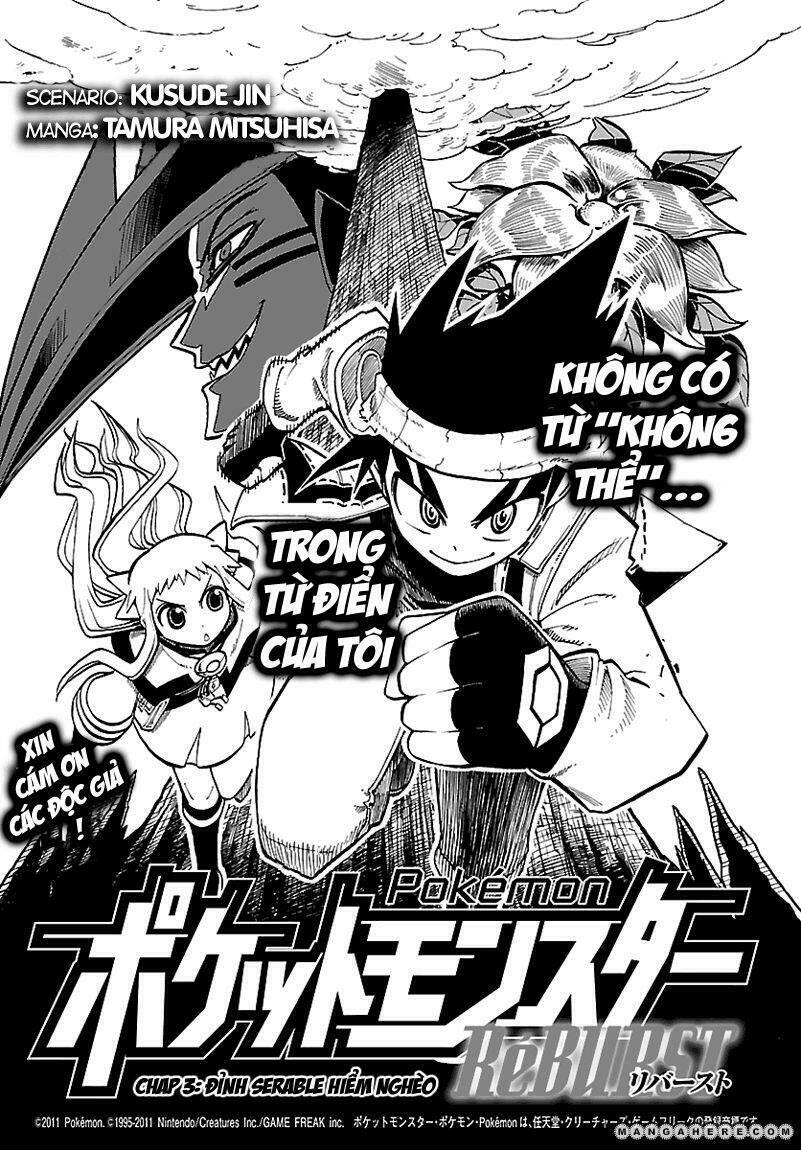 SCENARIO: KUSUDE JIN
MANGA: TAMURA MITSUHISA
KHÔNG CÓ
TỪ "KHÔNG
THỂ"...
TRONG
TỪ ĐIỂN
CỦA TÔI
XIN
CÁM ƠN
CÁC ĐỘC GIẢ
!
Pokémon
ポケットモンスター
RéBURST
リバースト
CHAP 3: ĐỈNH SERABLE HIỂM NGHÈO
©2011 Pokémon. ©1995-2011 Nintendo/Creatures Inc./GAME FREAK inc. ポケットモンスター・ポケモン・Pokémonは、任天堂・クリーチャーズ・ゲームフリークの登録商標です
MANGAHERE.COM